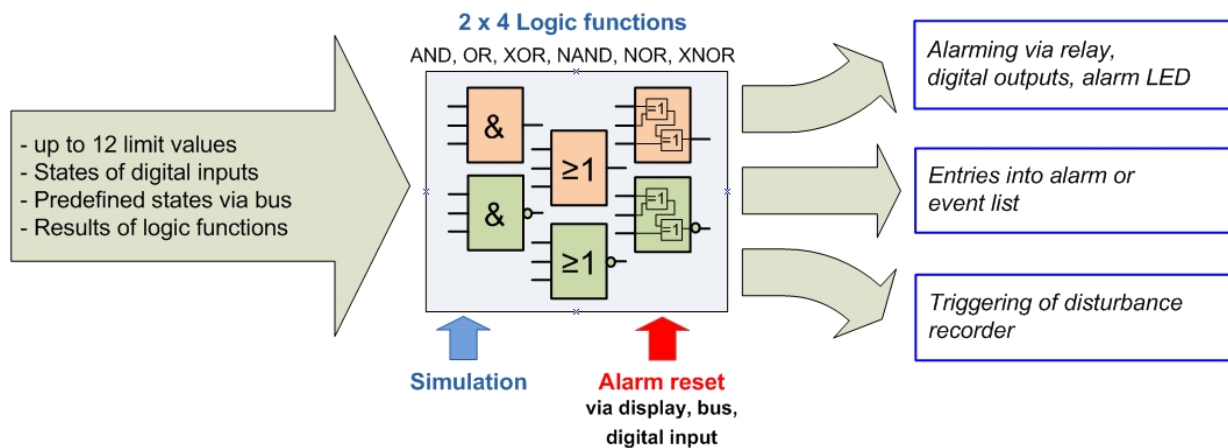 2 x 4 Logic functions
AND, OR, XOR, NAND, NOR, XNOR
- up to 12 limit values
- States of digital inputs
- Predefined states via bus
- Results of logic functions
&
≥1
=1
=1
&
≥1
=1
=1
Simulation
Alarm reset
via display, bus,
digital input
Alarming via relay,
digital outputs, alarm LED
Entries into alarm or
event list
Triggering of disturbance
recorder